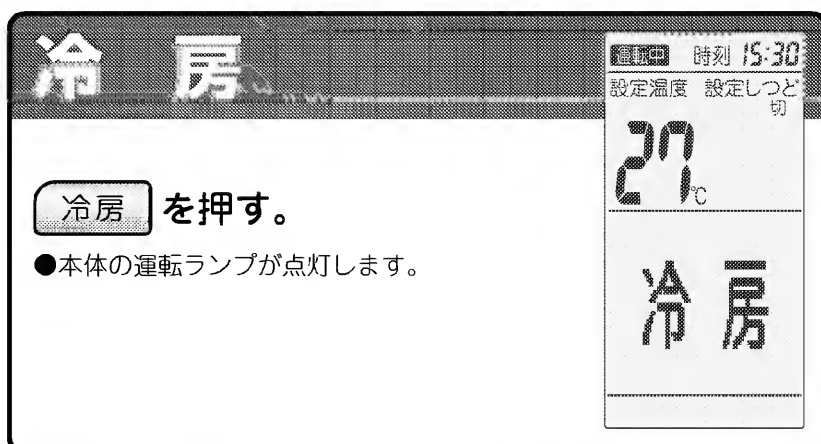 冷 房
運転中 時刻 15:30
設定温度 設定しつど
切
27℃
冷房
冷房 を押す。
●本体の運転ランプが点灯します。